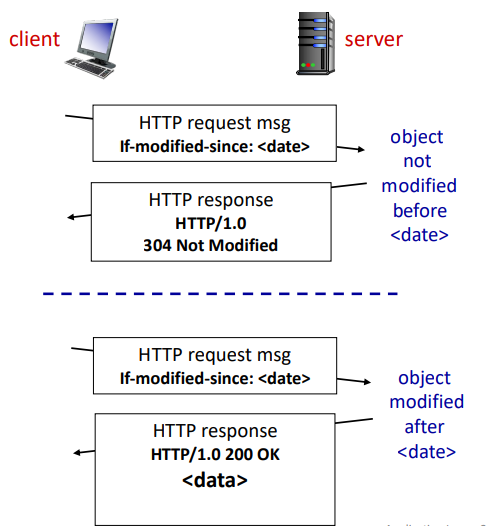 client
server
HTTP request msg
If-modified-since: <date>
object
not
modified
before
<date>
HTTP response
HTTP/1.0
304 Not Modified
HTTP request msg
If-modified-since: <date>
object
modified
after
<date>
HTTP response
HTTP/1.0 200 OK
<data>